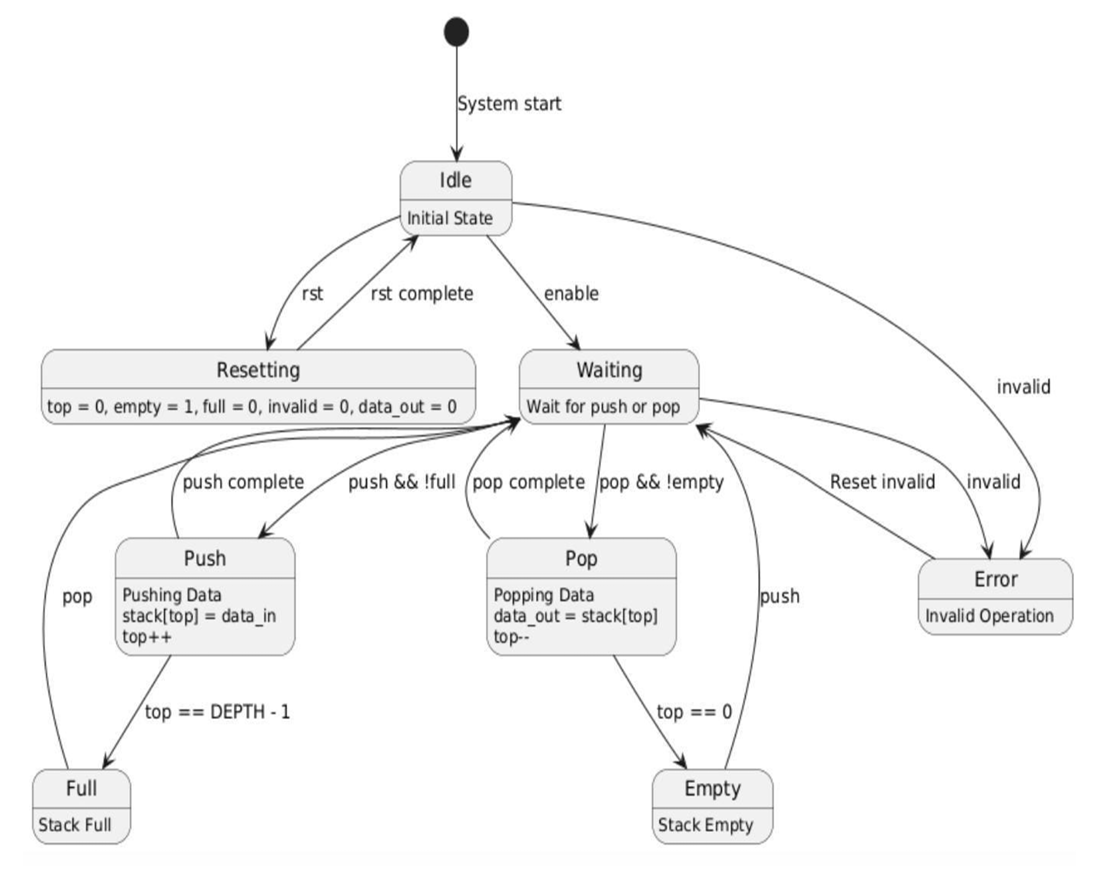 System start
Idle
Initial State
rst
rst complete
enable
invalid
Resetting
top = 0, empty = 1, full = 0, invalid = 0, data_out = 0
Waiting
Wait for push or pop
push complete
push && !full
pop complete
pop && !empty
Reset invalid
invalid
Push
Pushing Data
stack[top] = data_in
top++
Pop
Popping Data
data_out = stack[top]
top--
Error
Invalid Operation
pop
push
top == DEPTH - 1
top == 0
Full
Stack Full
Empty
Stack Empty